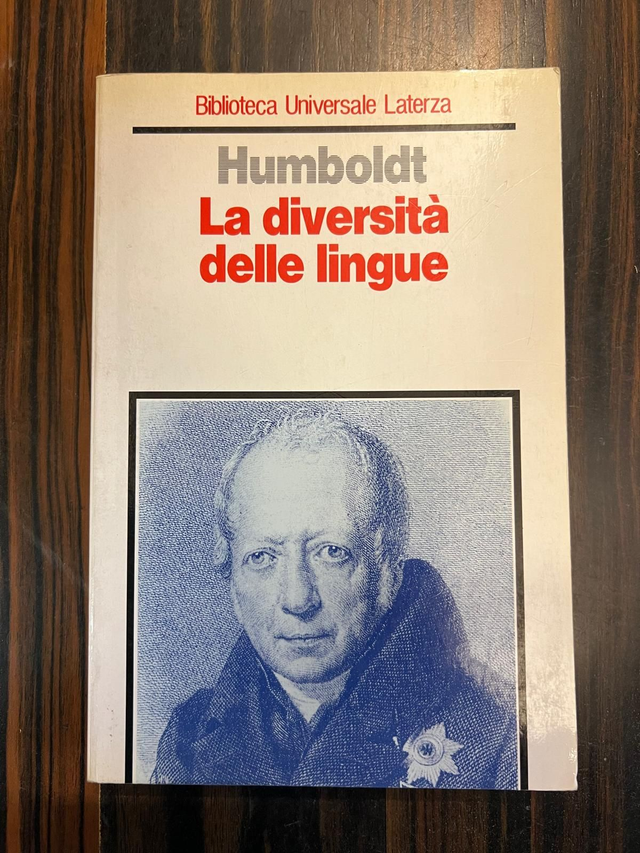 Biblioteca Universale Laterza
Humboldt
La diversità
delle lingue